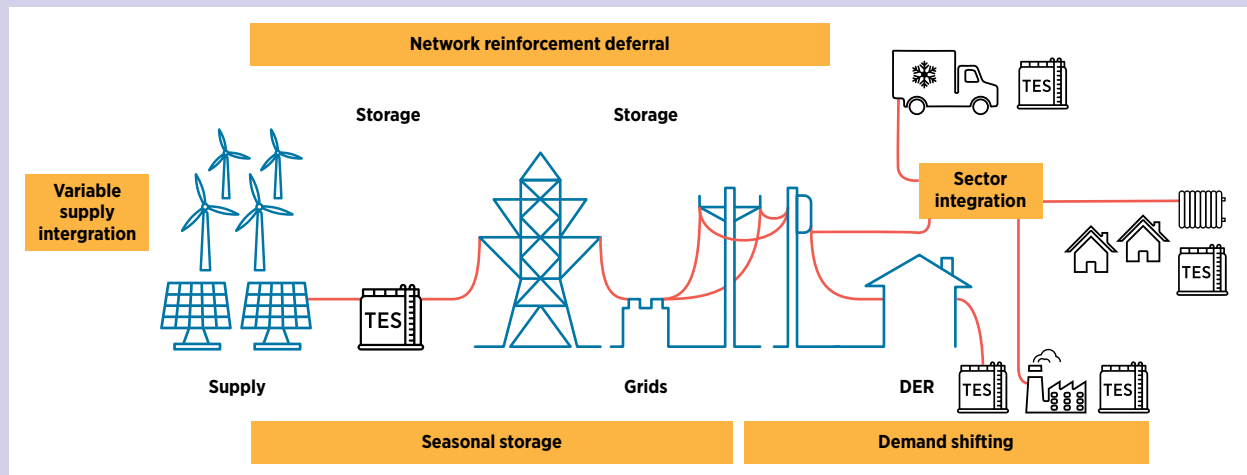 Network reinforcement deferral
TES
Storage
Storage
Variable
supply
intergration
Sector
integration
TES
TES
Supply
Grids
DER
TES
TES
Seasonal storage
Demand shifting